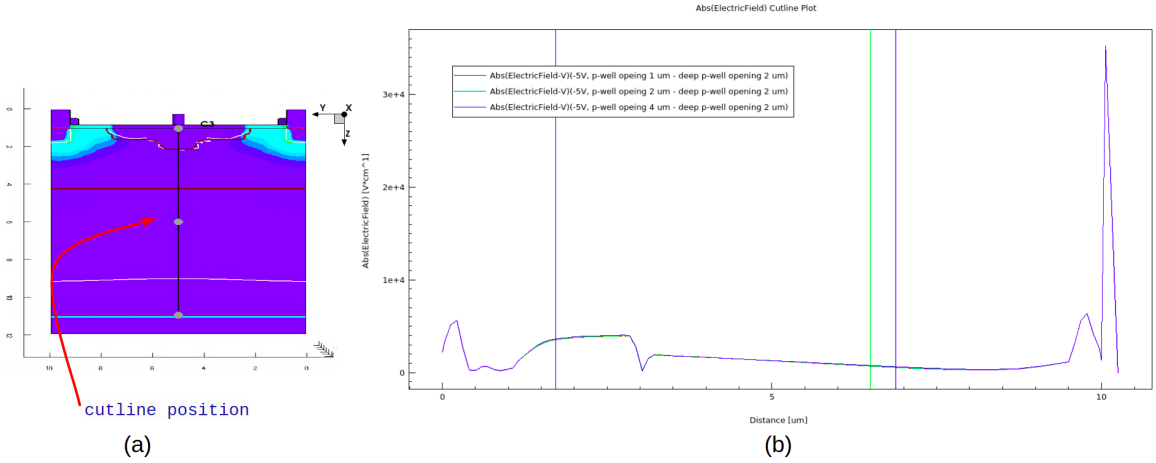 Abs(ElectricField) Cutline Plot
Abs(ElectricField-V)(-5V, p-well opeing 1 um - deep p-well opening 2 um)
Abs(ElectricField-V)(-5V, p-well opeing 2 um - deep p-well opening 2 um)
Abs(ElectricField-V)(-5V, p-well opeing 4 um - deep p-well opening 2 um)
Y X
Z
C3
0
2
4
6
8
10
12
10 8 6 4 2 0
cutline position
(a)
Abs(ElectricField) [V*cm^1]
3e+4
2e+4
1e+4
0
0 5 10
Distance [um]
(b)